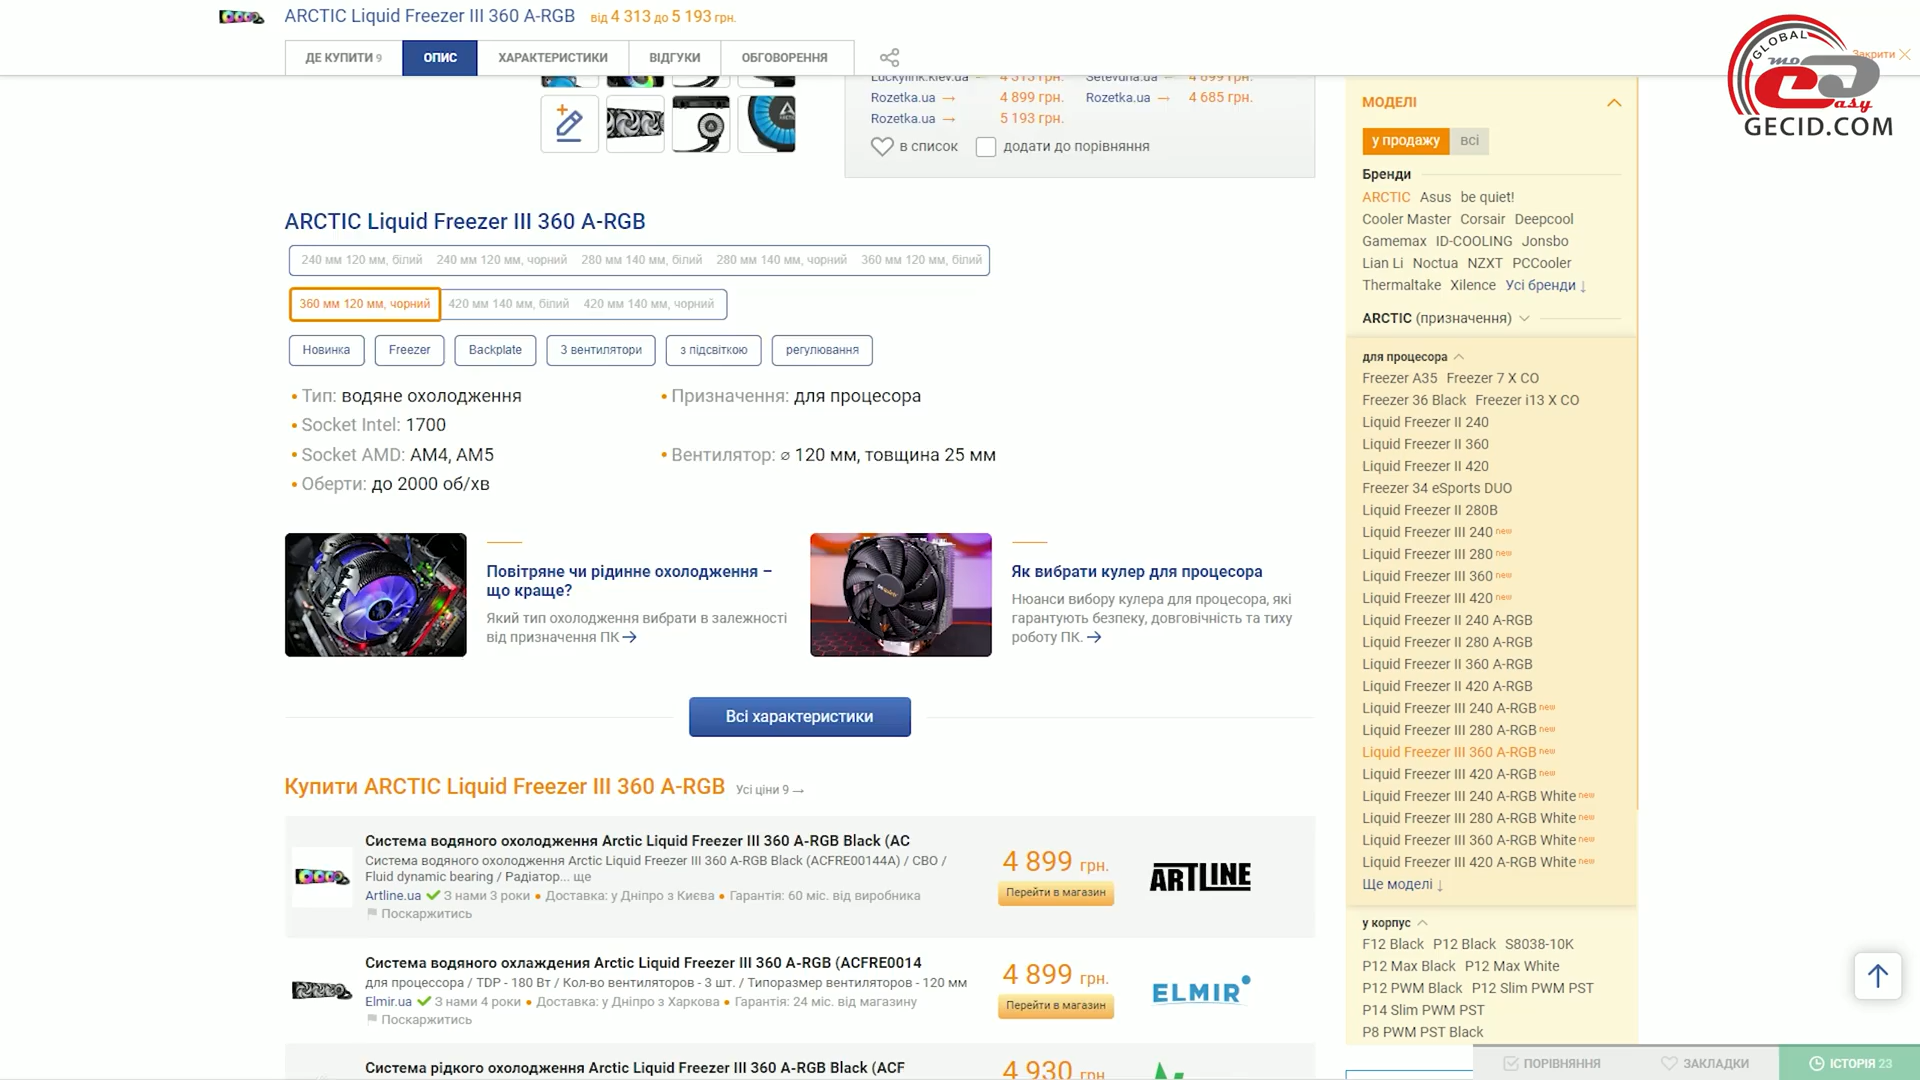 ARCTIC Liquid Freezer III 360 A-RGB від 4 313 до 5 193 грн.
ДЕ КУПИТИ 9 ОПИС ХАРАКТЕРИСТИКИ ВІДГУКИ ОБГОВОРЕННЯ
Закрити
GLOBAL
mo
Easy
GECID.COM
Luckylink.kiev.ua → 4 313 грн. Setevuha.ua → 4 699 грн.
Rozetka.ua → 4 899 грн. Rozetka.ua → 4 685 грн.
Rozetka.ua → 5 193 грн.
в список додати до порівняння
ARCTIC Liquid Freezer III 360 A-RGB
240 мм 120 мм, білий 240 мм 120 мм, чорний 280 мм 140 мм, білий 280 мм 140 мм, чорний 360 мм 120 мм, білий
360 мм 120 мм, чорний 420 мм 140 мм, білий 420 мм 140 мм, чорний
Новинка Freezer Backplate 3 вентилятори з підсвіткою регулювання
• Тип: водяне охолодження • Призначення: для процесора
• Socket Intel: 1700
• Socket AMD: AM4, AM5 • Вентилятор: ⌀ 120 мм, товщина 25 мм
• Оберти: до 2000 об/хв
Повітряне чи рідинне охолодження –
що краще?
Який тип охолодження вибрати в залежності
від призначення ПК →
Як вибрати кулер для процесора
Нюанси вибору кулера для процесора, які
гарантують безпеку, довговічність та тиху
роботу ПК. →
Всі характеристики
Купити ARCTIC Liquid Freezer III 360 A-RGB Усі ціни 9 →
Система водяного охолодження Arctic Liquid Freezer III 360 A-RGB Black (AC
Система водяного охолодження Arctic Liquid Freezer III 360 A-RGB Black (ACFRE00144A) / СВО /
Fluid dynamic bearing / Радіатор... ще
Artline.ua З нами 3 роки • Доставка: у Дніпро з Києва • Гарантія: 60 міс. від виробника
Поскаржитись
4 899 грн.
Перейти в магазин
ARTLINE
Система водяного охлаждения Arctic Liquid Freezer III 360 A-RGB (ACFRE0014
для процесора / TDP - 180 Вт / Кол-во вентиляторов - 3 шт. / Типоразмер вентиляторов - 120 мм
Elmir.ua З нами 4 роки • Доставка: у Дніпро з Харкова • Гарантія: 24 міс. від магазину
Поскаржитись
4 899 грн.
Перейти в магазин
ELMIR
Система рідкого охолодження Arctic Liquid Freezer III 360 A-RGB Black (ACF
4 930 грн.
МОДЕЛІ
у продажу всі
Бренди
ARCTIC Asus be quiet!
Cooler Master Corsair Deepcool
Gamemax ID-COOLING Jonsbo
Lian Li Noctua NZXT PCCooler
Thermaltake Xilence Усі бренди ↓
ARCTIC (призначення)
для процесора
Freezer A35 Freezer 7 X CO
Freezer 36 Black Freezer i13 X CO
Liquid Freezer II 240
Liquid Freezer II 360
Liquid Freezer II 420
Freezer 34 eSports DUO
Liquid Freezer II 280B
Liquid Freezer III 240 new
Liquid Freezer III 280 new
Liquid Freezer III 360 new
Liquid Freezer III 420 new
Liquid Freezer II 240 A-RGB
Liquid Freezer II 280 A-RGB
Liquid Freezer II 360 A-RGB
Liquid Freezer II 420 A-RGB
Liquid Freezer III 240 A-RGB new
Liquid Freezer III 280 A-RGB new
Liquid Freezer III 360 A-RGB new
Liquid Freezer III 420 A-RGB new
Liquid Freezer III 240 A-RGB White new
Liquid Freezer III 280 A-RGB White new
Liquid Freezer III 360 A-RGB White new
Liquid Freezer III 420 A-RGB White new
Ще моделі ↓
у корпус
F12 Black P12 Black S8038-10K
P12 Max Black P12 Max White
P12 PWM Black P12 Slim PWM PST
P14 Slim PWM PST
P8 PWM PST Black
ПОРІВНЯННЯ ЗАКЛАДКИ ІСТОРІЯ 23